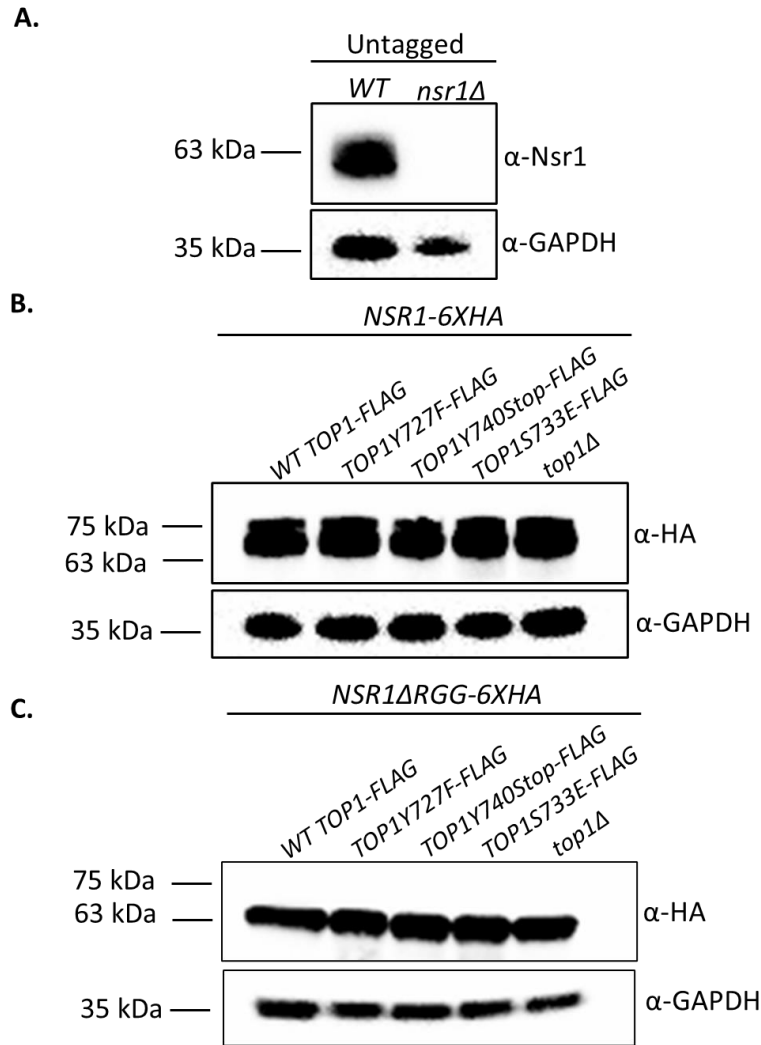 A.
Untagged
WT nsr1Δ
63 kDa
α-Nsr1
35 kDa
α-GAPDH
B.
NSR1-6XHA
WT TOP1-FLAG
TOP1Y727F-FLAG
TOP1Y740Stop-FLAG
TOP1S733E-FLAG
top1Δ
75 kDa
α-HA
63 kDa
35 kDa
α-GAPDH
C.
NSR1ΔRGG-6XHA
WT TOP1-FLAG
TOP1Y727F-FLAG
TOP1Y740Stop-FLAG
TOP1S733E-FLAG
top1Δ
75 kDa
63 kDa
α-HA
35 kDa
α-GAPDH